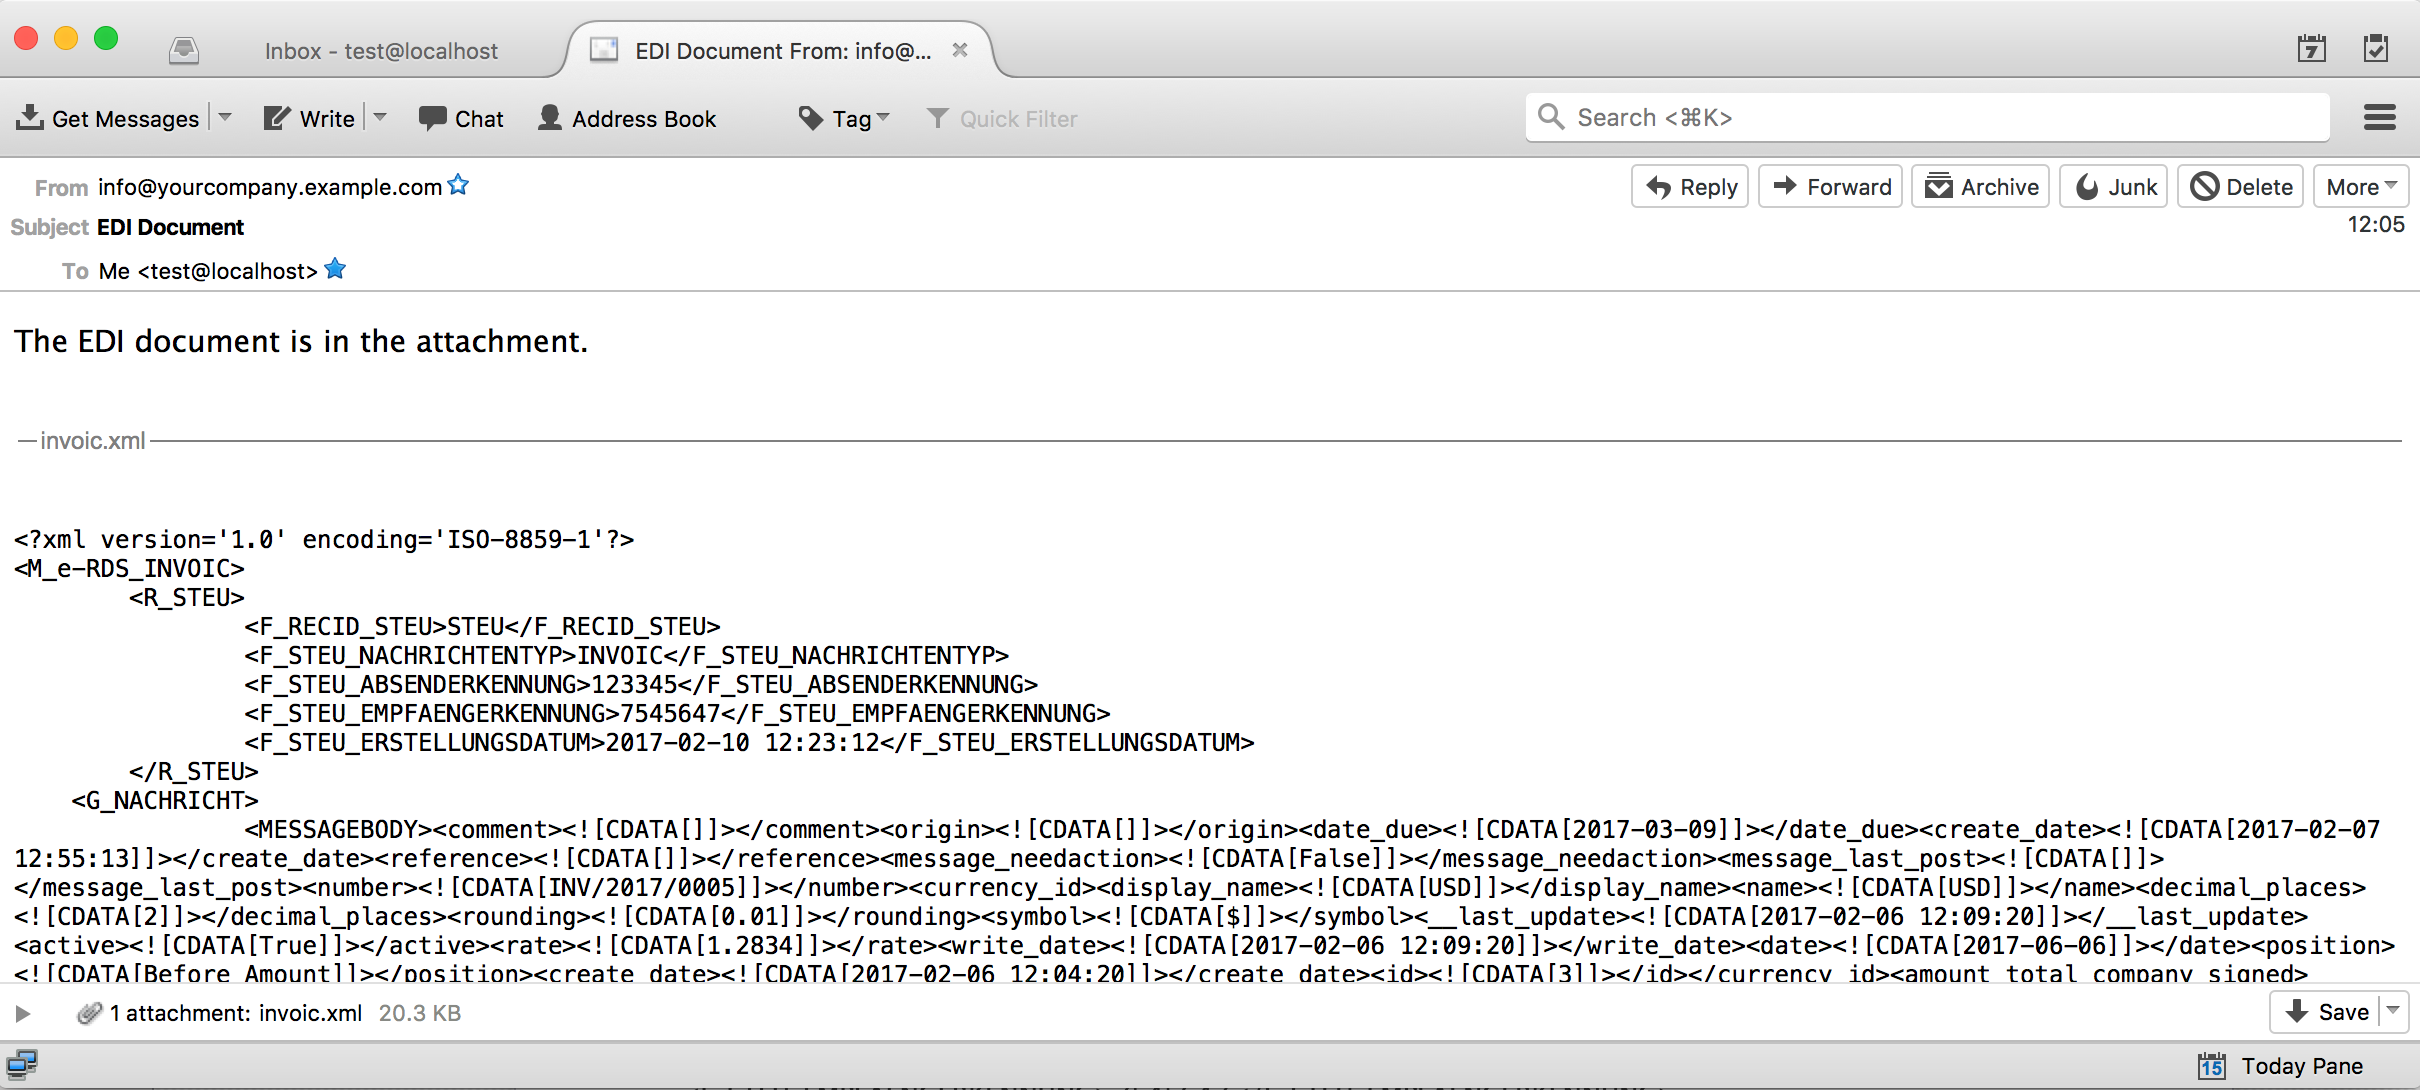 Inbox - test@localhost
EDI Document From: info@...
7
Get Messages
Write
Chat
Address Book
Tag
Quick Filter
Search <⌘K>
From info@yourcompany.example.com
Reply
Forward
Archive
Junk
Delete
More
Subject EDI Document
12:05
To Me <test@localhost>
The EDI document is in the attachment.
invoic.xml
<?xml version='1.0' encoding='ISO-8859-1'?>
<M_e-RDS_INVOIC>
<R_STEU>
<F_RECID_STEU>STEU</F_RECID_STEU>
<F_STEU_NACHRICHTENTYP>INVOIC</F_STEU_NACHRICHTENTYP>
<F_STEU_ABSENDERKENNUNG>123345</F_STEU_ABSENDERKENNUNG>
<F_STEU_EMPFAENGERKENNUNG>7545647</F_STEU_EMPFAENGERKENNUNG>
<F_STEU_ERSTELLUNGSDATUM>2017-02-10 12:23:12</F_STEU_ERSTELLUNGSDATUM>
</R_STEU>
<G_NACHRICHT>
<MESSAGEBODY><comment><![CDATA[]]></comment><origin><![CDATA[]]></origin><date_due><![CDATA[2017-03-09]]></date_due><create_date><![CDATA[2017-02-07
12:55:13]]></create_date><reference><![CDATA[]]></reference><message_needaction><![CDATA[False]]></message_needaction><message_last_post><![CDATA[]]>
</message_last_post><number><![CDATA[INV/2017/0005]]></number><currency_id><display_name><![CDATA[USD]]></display_name><name><![CDATA[USD]]></name><decimal_places>
<![CDATA[2]]></decimal_places><rounding><![CDATA[0.01]]></rounding><symbol><![CDATA[$]]></symbol><__last_update><![CDATA[2017-02-06 12:09:20]]></__last_update>
<active><![CDATA[True]]></active><rate><![CDATA[1.2834]]></rate><write_date><![CDATA[2017-02-06 12:09:20]]></write_date><date><![CDATA[2017-06-06]]></date><position>
<![CDATA[Before Amount]]></position><create_date><![CDATA[2017-02-06 12:04:20]]></create_date><id><![CDATA[3]]></id></currency_id><amount_total_company_signed>
1 attachment: invoic.xml 20.3 KB
Save
15 Today Pane